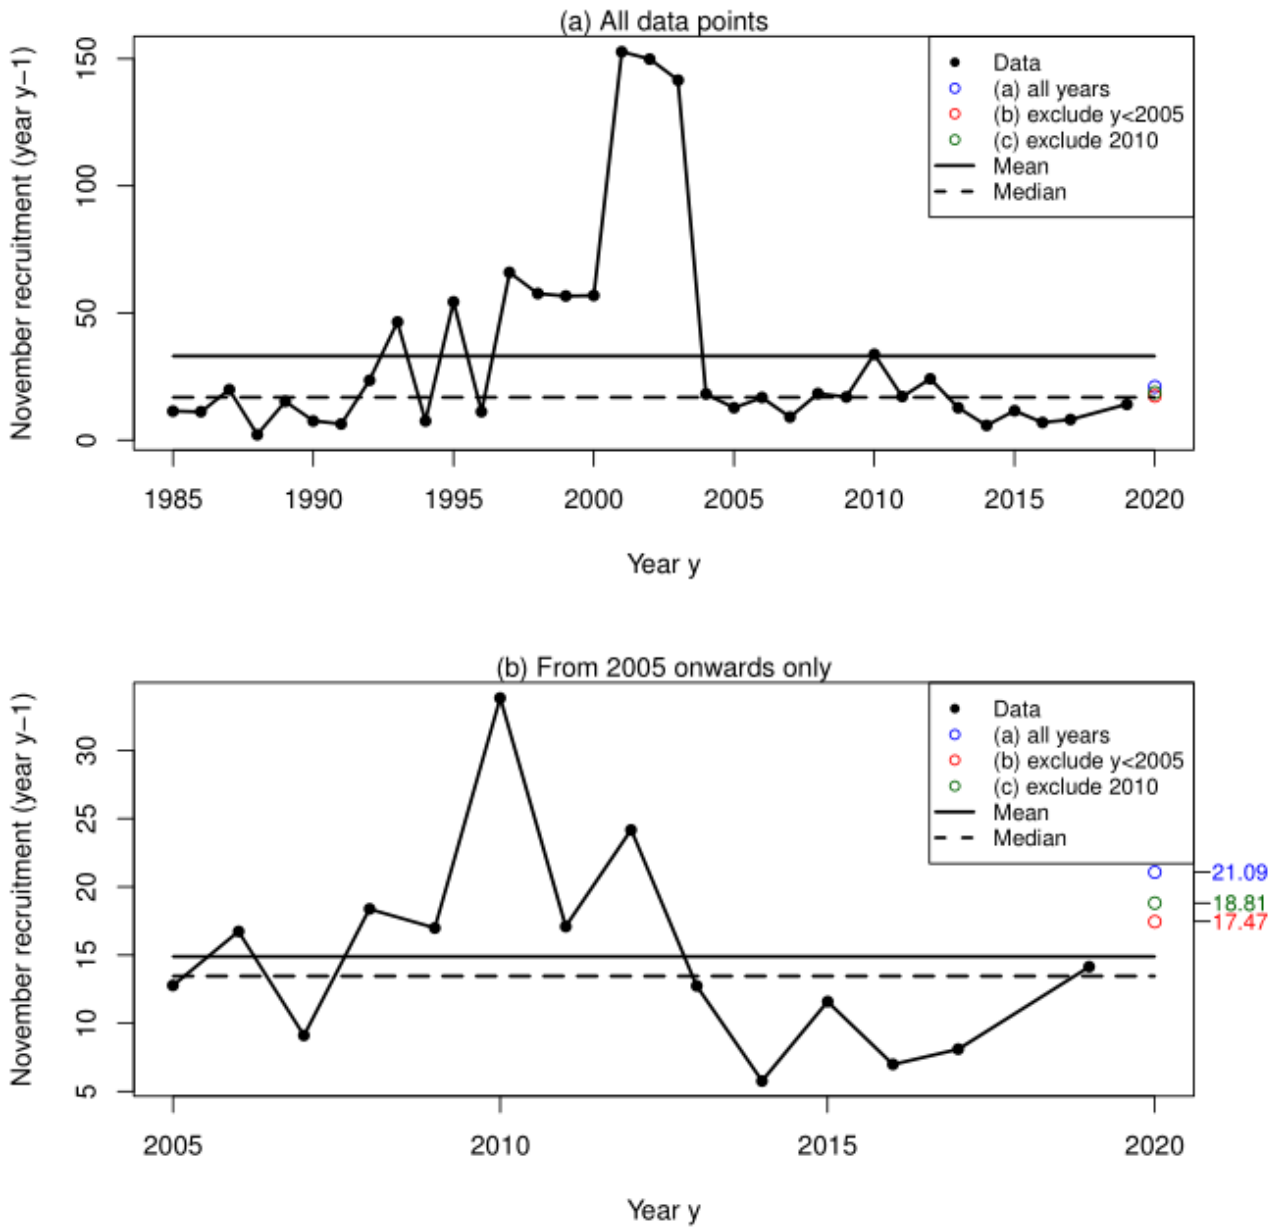 (a) All data points
November recruitment (year y−1)
150
100
50
0
Data
(a) all years
(b) exclude y<2005
(c) exclude 2010
Mean
Median
1985 1990 1995 2000 2005 2010 2015 2020
Year y
(b) From 2005 onwards only
November recruitment (year y−1)
30
25
20
15
10
5
Data
(a) all years
(b) exclude y<2005
(c) exclude 2010
Mean
Median
21.09
18.81
17.47
2005 2010 2015 2020
Year y